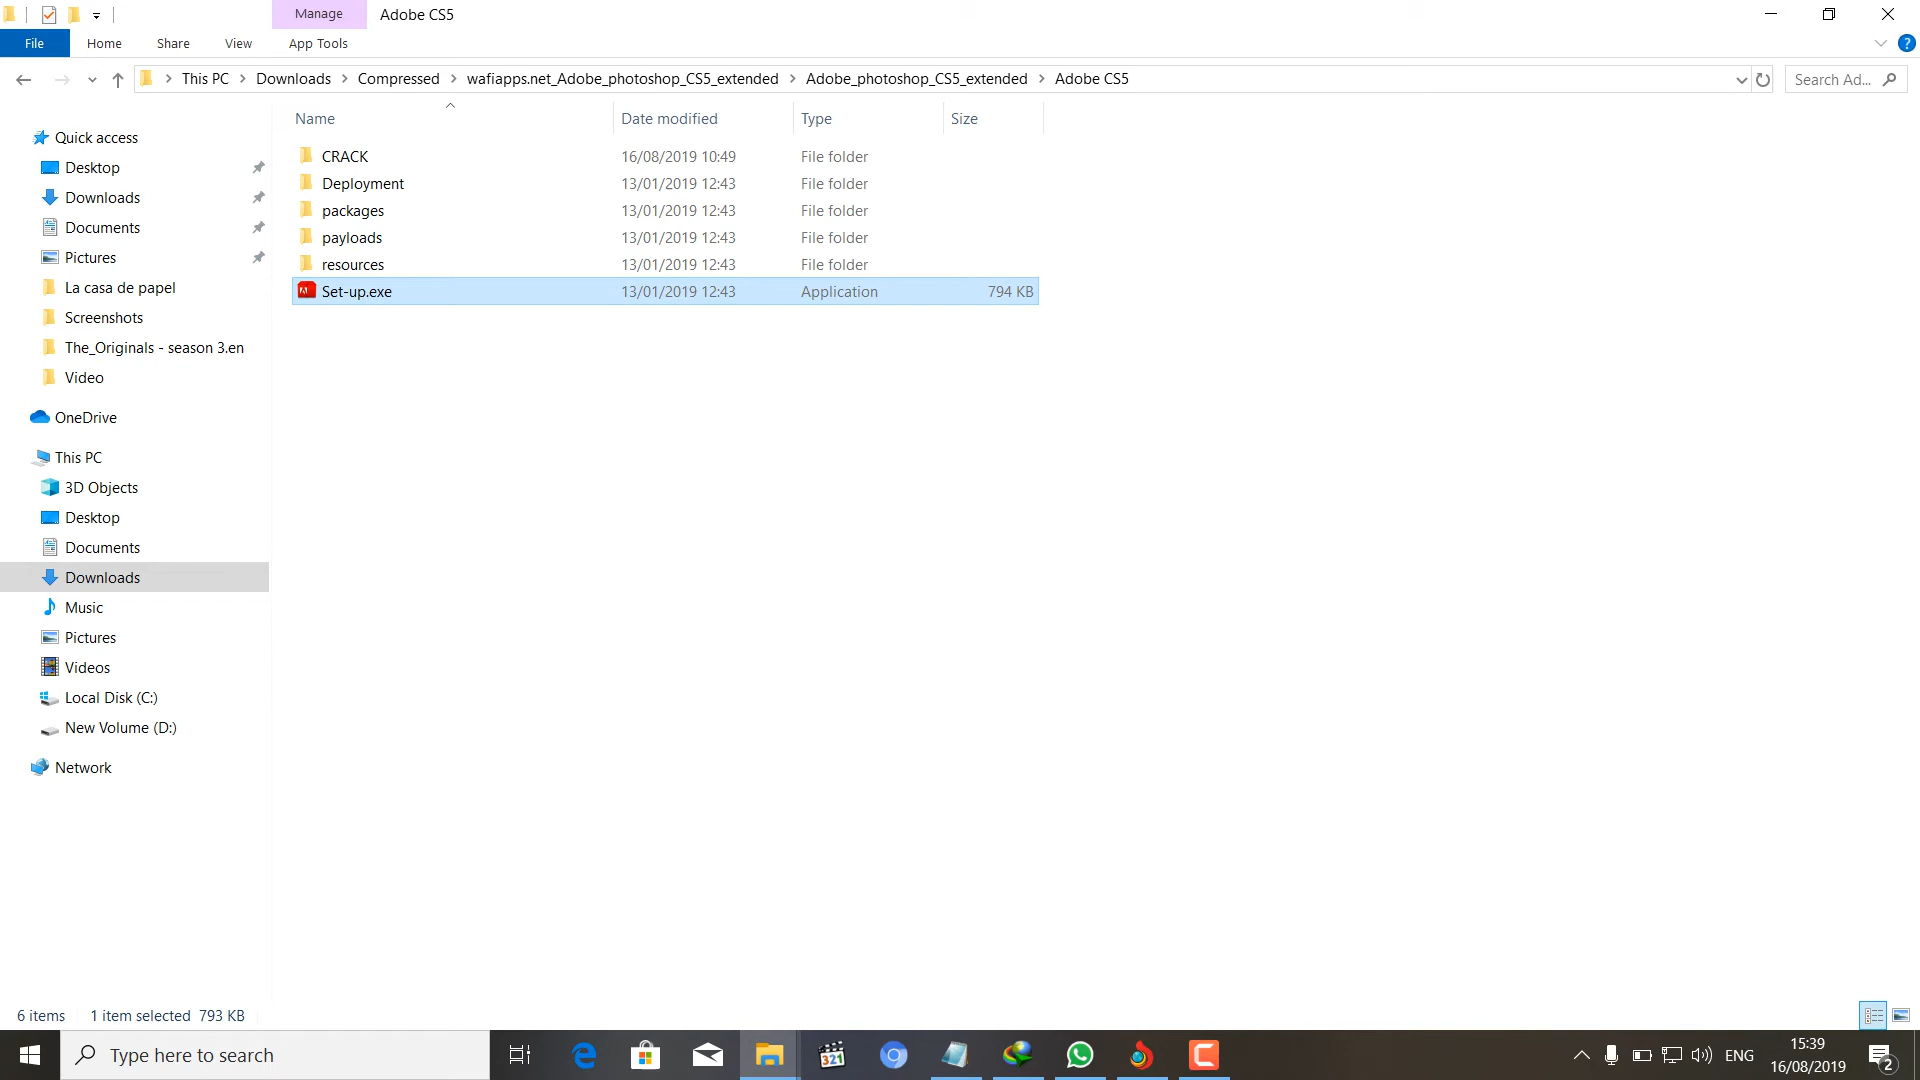 Manage
Adobe CS5
File
Home
Share
View
App Tools
This PC
Downloads
Compressed
wafiapps.net_Adobe_photoshop_CS5_extended
Adobe_photoshop_CS5_extended
Adobe CS5
Search Ad...
Name
Date modified
Type
Size
CRACK 16/08/2019 10:49 File folder
Deployment 13/01/2019 12:43 File folder
packages 13/01/2019 12:43 File folder
payloads 13/01/2019 12:43 File folder
resources 13/01/2019 12:43 File folder
Set-up.exe 13/01/2019 12:43 Application 794 KB
Quick access
Desktop
Downloads
Documents
Pictures
La casa de papel
Screenshots
The_Originals - season 3.en
Video
OneDrive
This PC
3D Objects
Desktop
Documents
Downloads
Music
Pictures
Videos
Local Disk (C:)
New Volume (D:)
Network
6 items
1 item selected 793 KB
Type here to search
321
ENG
15:39
16/08/2019
2